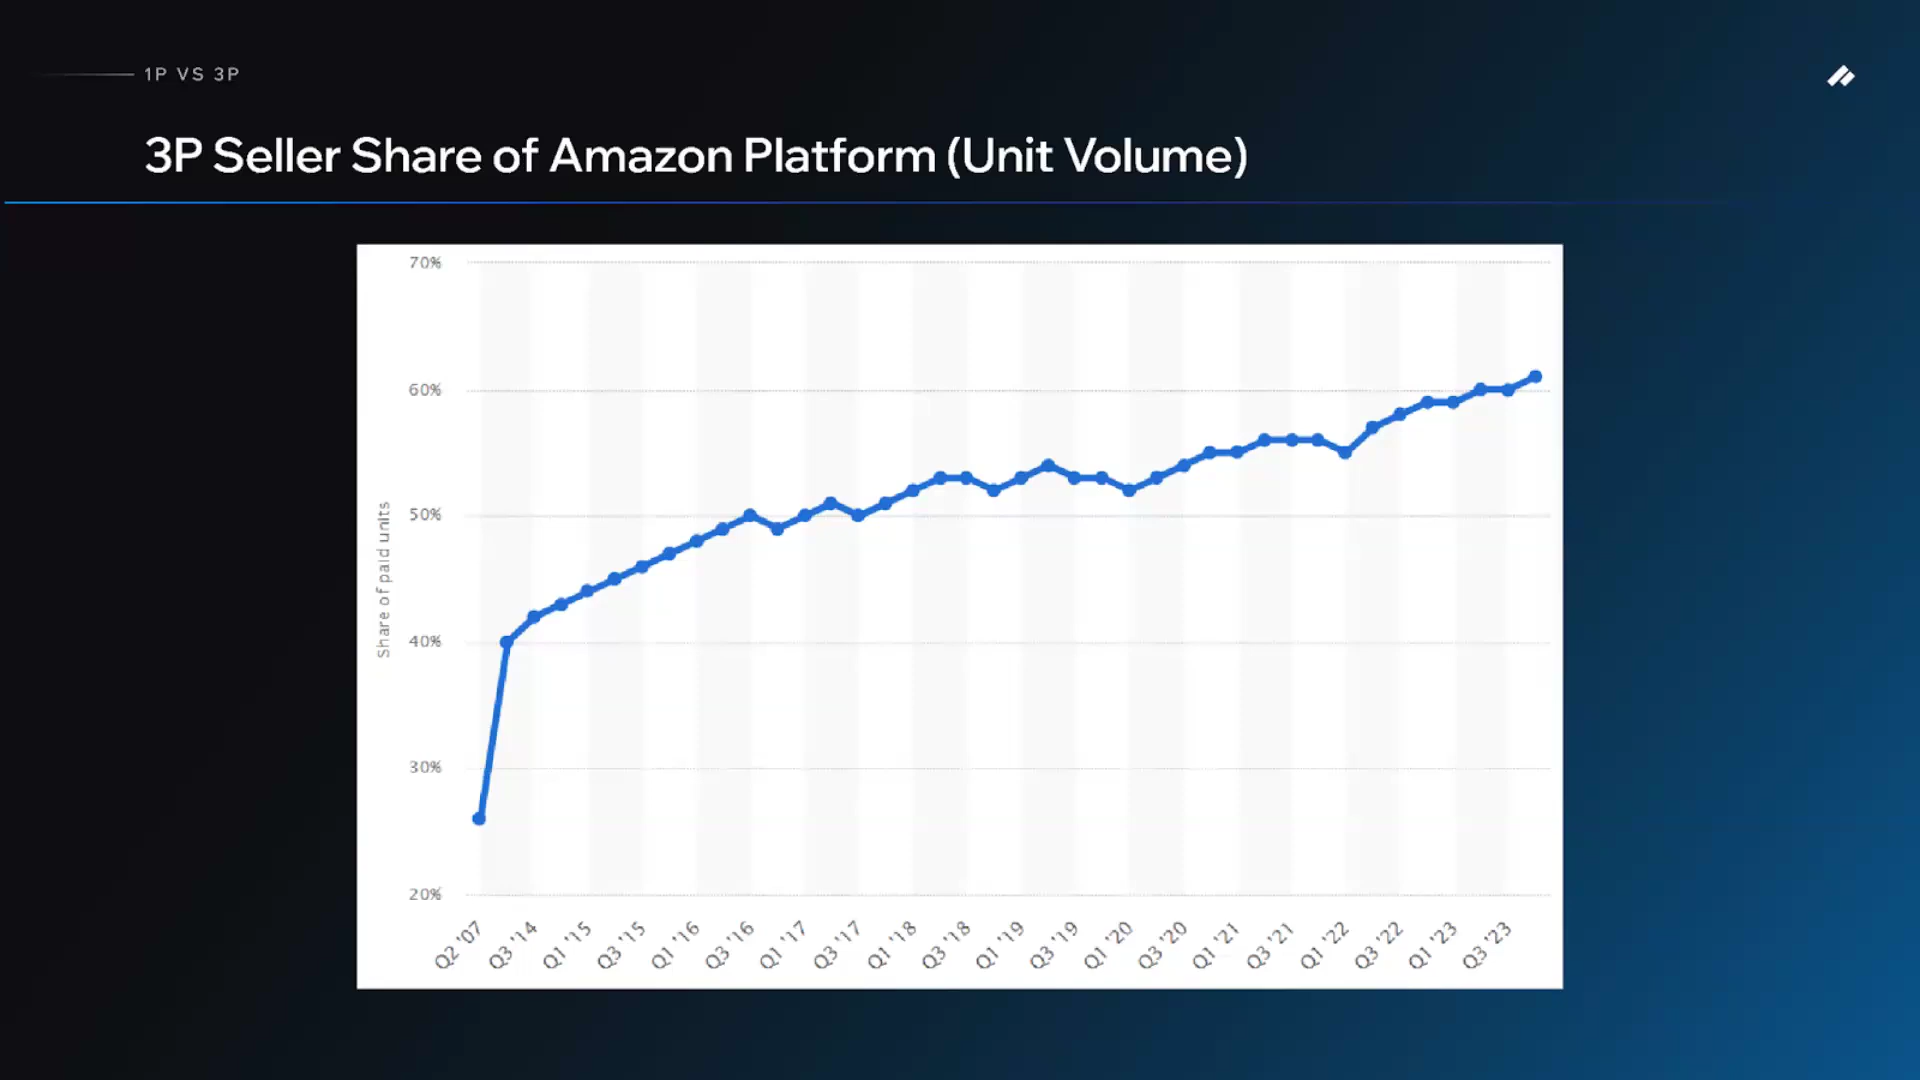 1P VS 3P
3P Seller Share of Amazon Platform (Unit Volume)
70%
60%
50%
40%
30%
20%
Share of paid units
Q2 '07
Q3 '14
Q1 '15
Q3 '15
Q1 '16
Q3 '16
Q1 '17
Q3 '17
Q1 '18
Q3 '18
Q1 '19
Q3 '19
Q1 '20
Q3 '20
Q1 '21
Q3 '21
Q1 '22
Q3 '22
Q1 '23
Q3 '23